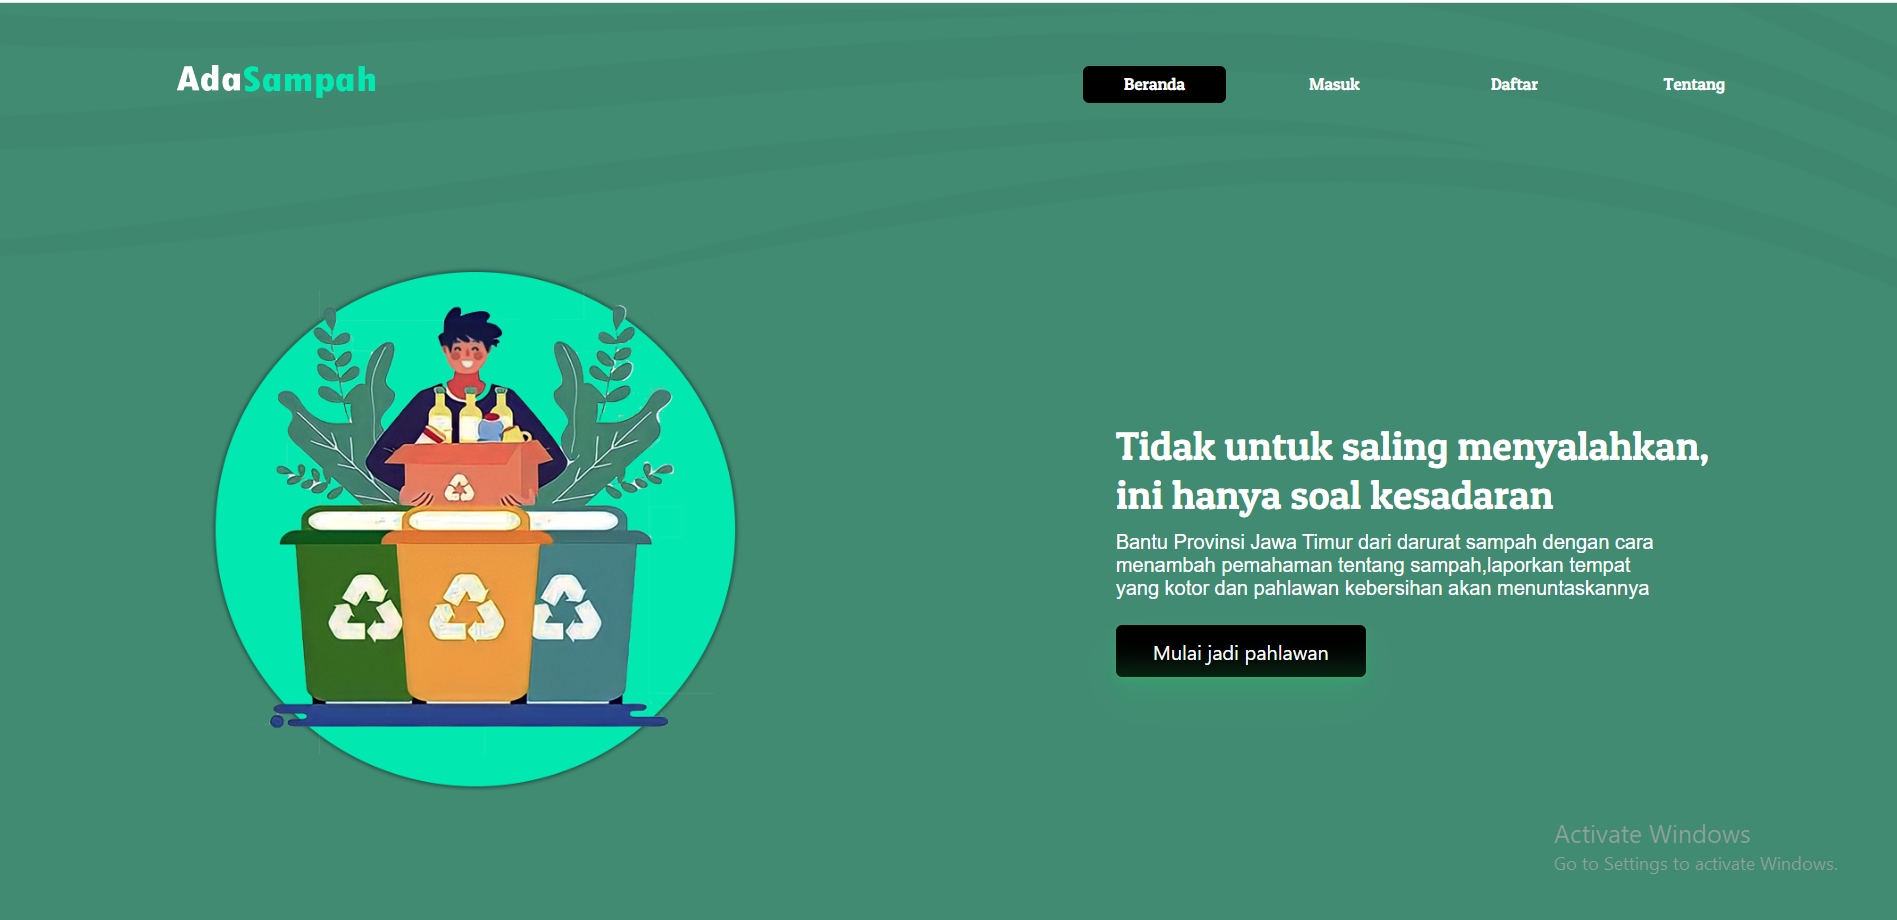 AdaSampah
Beranda
Masuk
Daftar
Tentang
Tidak untuk saling menyalahkan,
ini hanya soal kesadaran
Bantu Provinsi Jawa Timur dari darurat sampah dengan cara
menambah pemahaman tentang sampah,laporkan tempat
yang kotor dan pahlawan kebersihan akan menuntaskannya
Mulai jadi pahlawan
Activate Windows
Go to Settings to activate Windows.